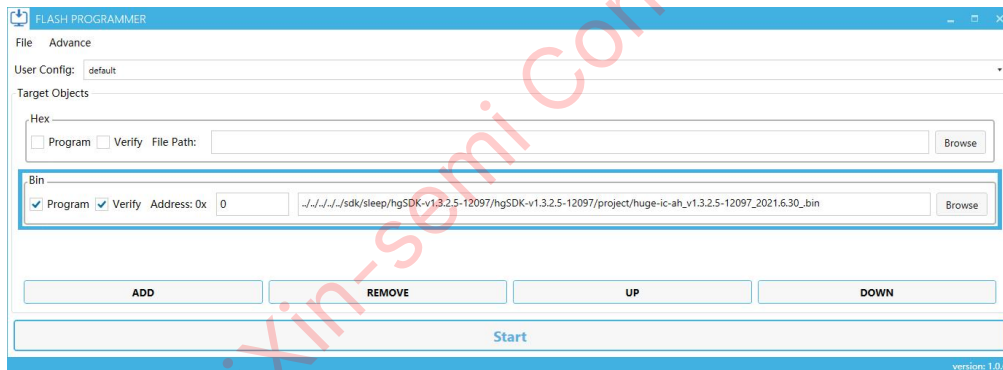 FLASH PROGRAMMER
File Advance
User Config: default
Target Objects
Hex
Program Verify File Path: Browse
Bin
Program Verify Address: 0x 0 ../../../../../sdk/sleep/hgSDK-v1.3.2.5-12097/hgSDK-v1.3.2.5-12097/project/huge-ic-ah_v1.3.2.5-12097_2021.6.30_.bin Browse
ADD REMOVE UP DOWN
Start
version: 1.0.
iXin-semi Con